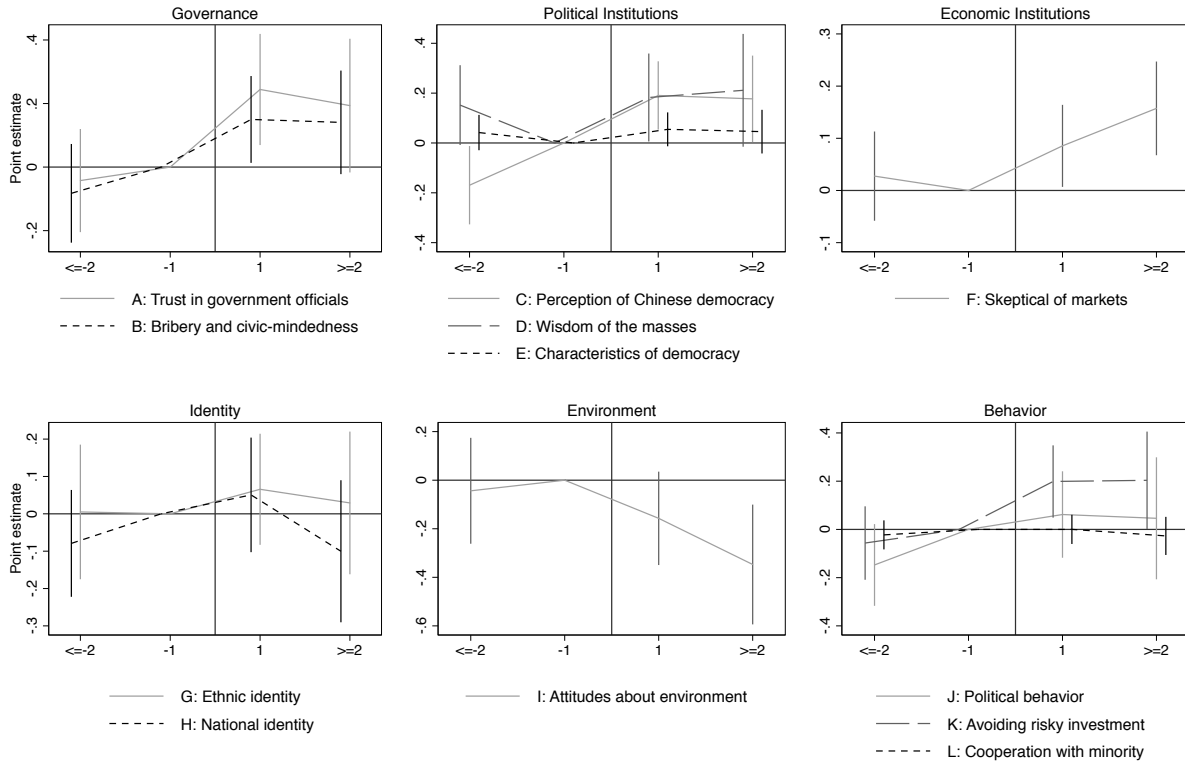 Governance
Political Institutions
Economic Institutions
Point estimate
.4
.2
0
-.2
.4
.2
0
-.2
-.4
.3
.2
.1
0
-.1
<=-2 -1 1 >=2
<=-2 -1 1 >=2
<=-2 -1 1 >=2
A: Trust in government officials
B: Bribery and civic-mindedness
C: Perception of Chinese democracy
D: Wisdom of the masses
E: Characteristics of democracy
F: Skeptical of markets
Identity
Environment
Behavior
Point estimate
.2
.1
0
-.1
-.2
-.3
.2
0
-.2
-.4
-.6
.4
.2
0
-.2
-.4
<=-2 -1 1 >=2
<=-2 -1 1 >=2
<=-2 -1 1 >=2
G: Ethnic identity
H: National identity
I: Attitudes about environment
J: Political behavior
K: Avoiding risky investment
L: Cooperation with minority